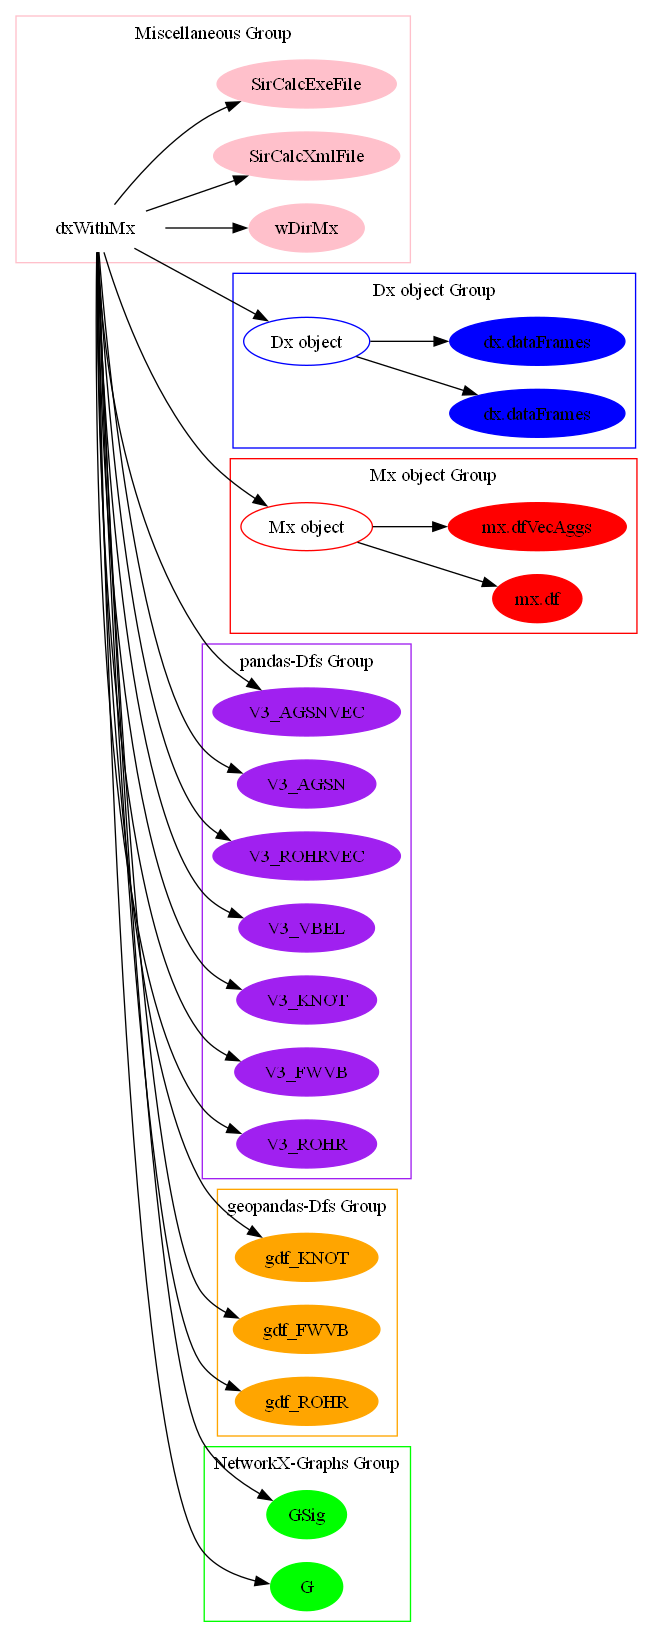 Miscellaneous Group
SirCalcExeFile
SirCalcXmlFile
dxWithMx
wDirMx
Dx object Group
Dx object
dx.dataFrames
dx.dataFrames
Mx object Group
Mx object
mx.dfVecAggs
mx.df
pandas-Dfs Group
V3_AGSNVEC
V3_AGSN
V3_ROHRVEC
V3_VBEL
V3_KNOT
V3_FWVB
V3_ROHR
geopandas-Dfs Group
gdf_KNOT
gdf_FWVB
gdf_ROHR
NetworkX-Graphs Group
GSig
G